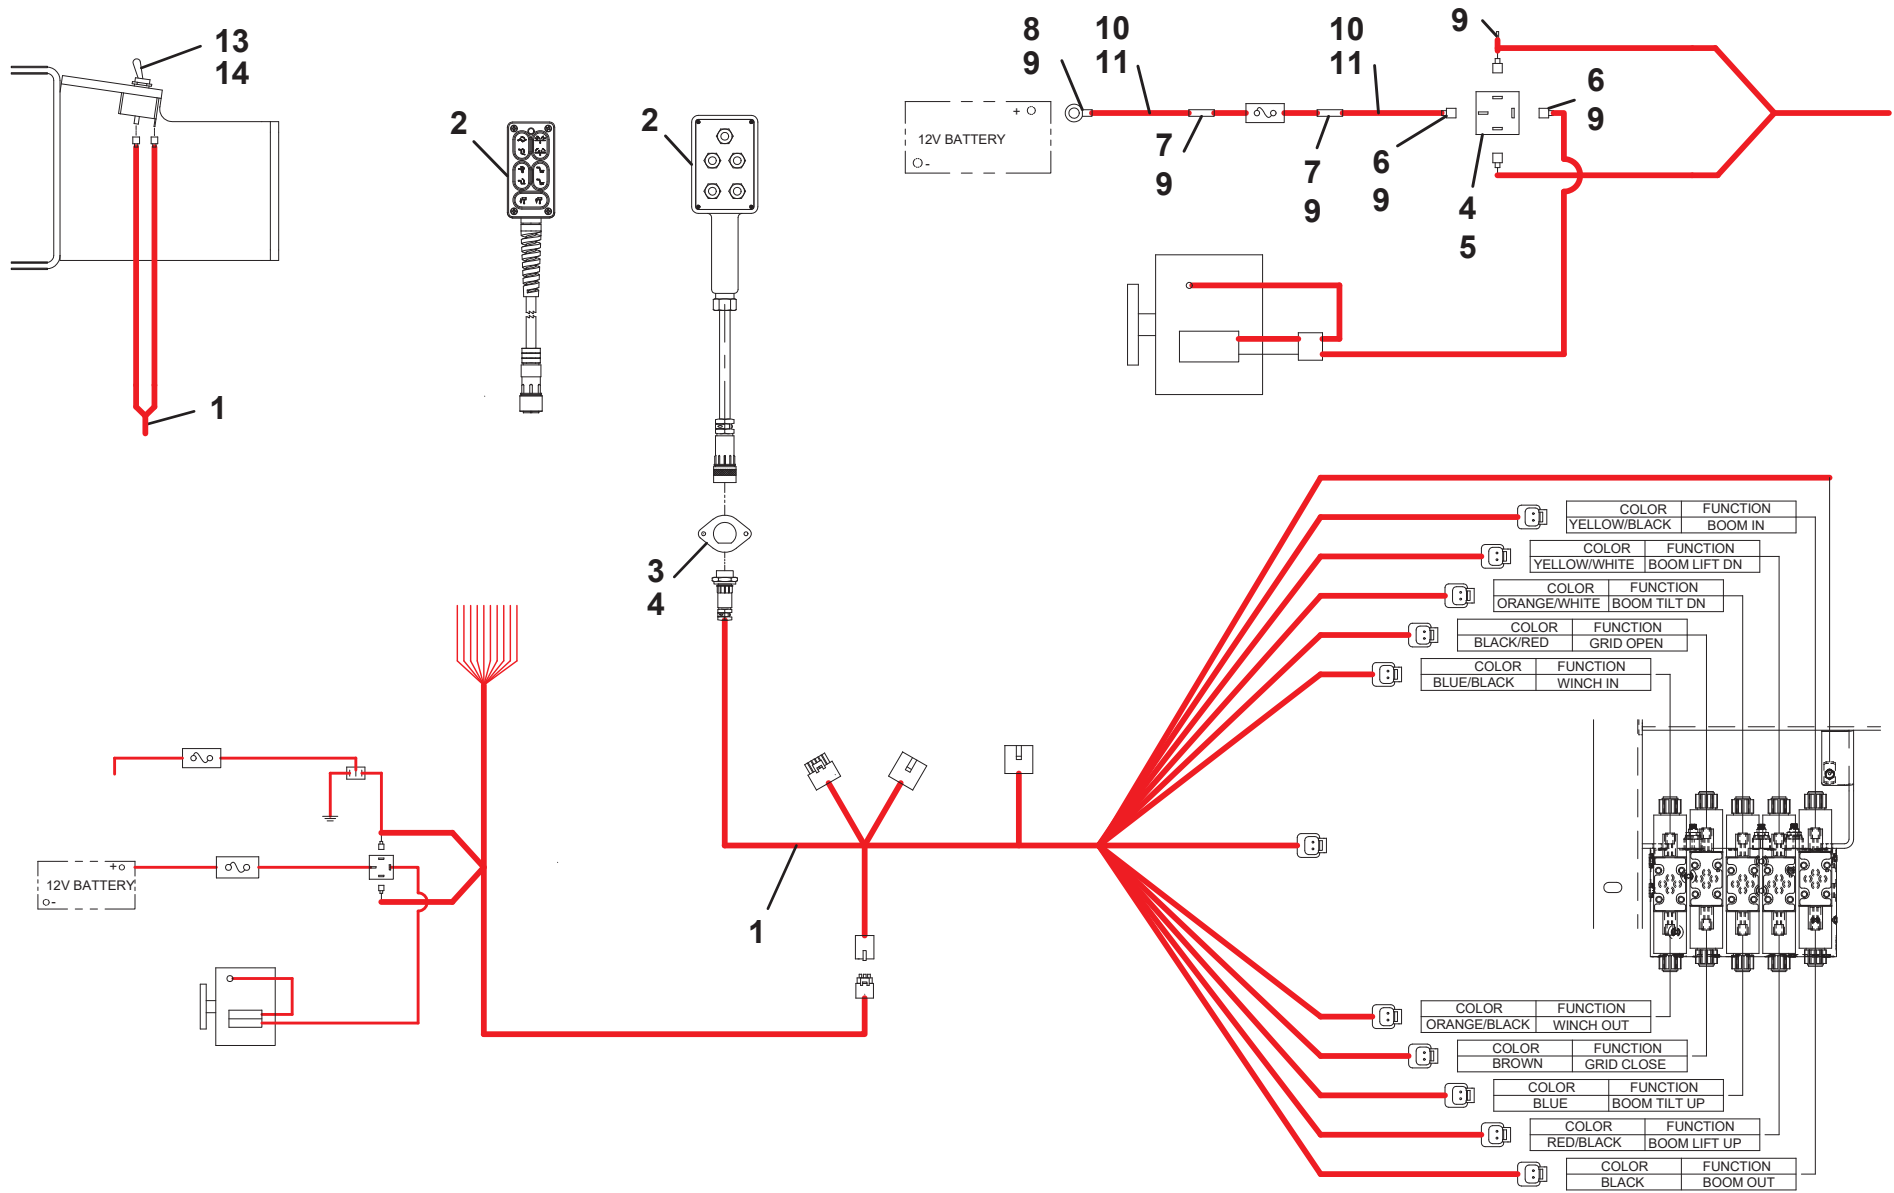 13
14
1
2
2
3
4
8
9
10
11
10
11
9
6
9
12V BATTERY
+
-
7
9
7
9
6
9
4
5
COLOR FUNCTION
YELLOW/BLACK BOOM IN
COLOR FUNCTION
YELLOW/WHITE BOOM LIFT DN
COLOR FUNCTION
ORANGE/WHITE BOOM TILT DN
COLOR FUNCTION
BLACK/RED GRID OPEN
COLOR FUNCTION
BLUE/BLACK WINCH IN
+
12V BATTERY
-
1
COLOR FUNCTION
ORANGE/BLACK WINCH OUT
COLOR FUNCTION
BROWN GRID CLOSE
COLOR FUNCTION
BLUE BOOM TILT UP
COLOR FUNCTION
RED/BLACK BOOM LIFT UP
COLOR FUNCTION
BLACK BOOM OUT